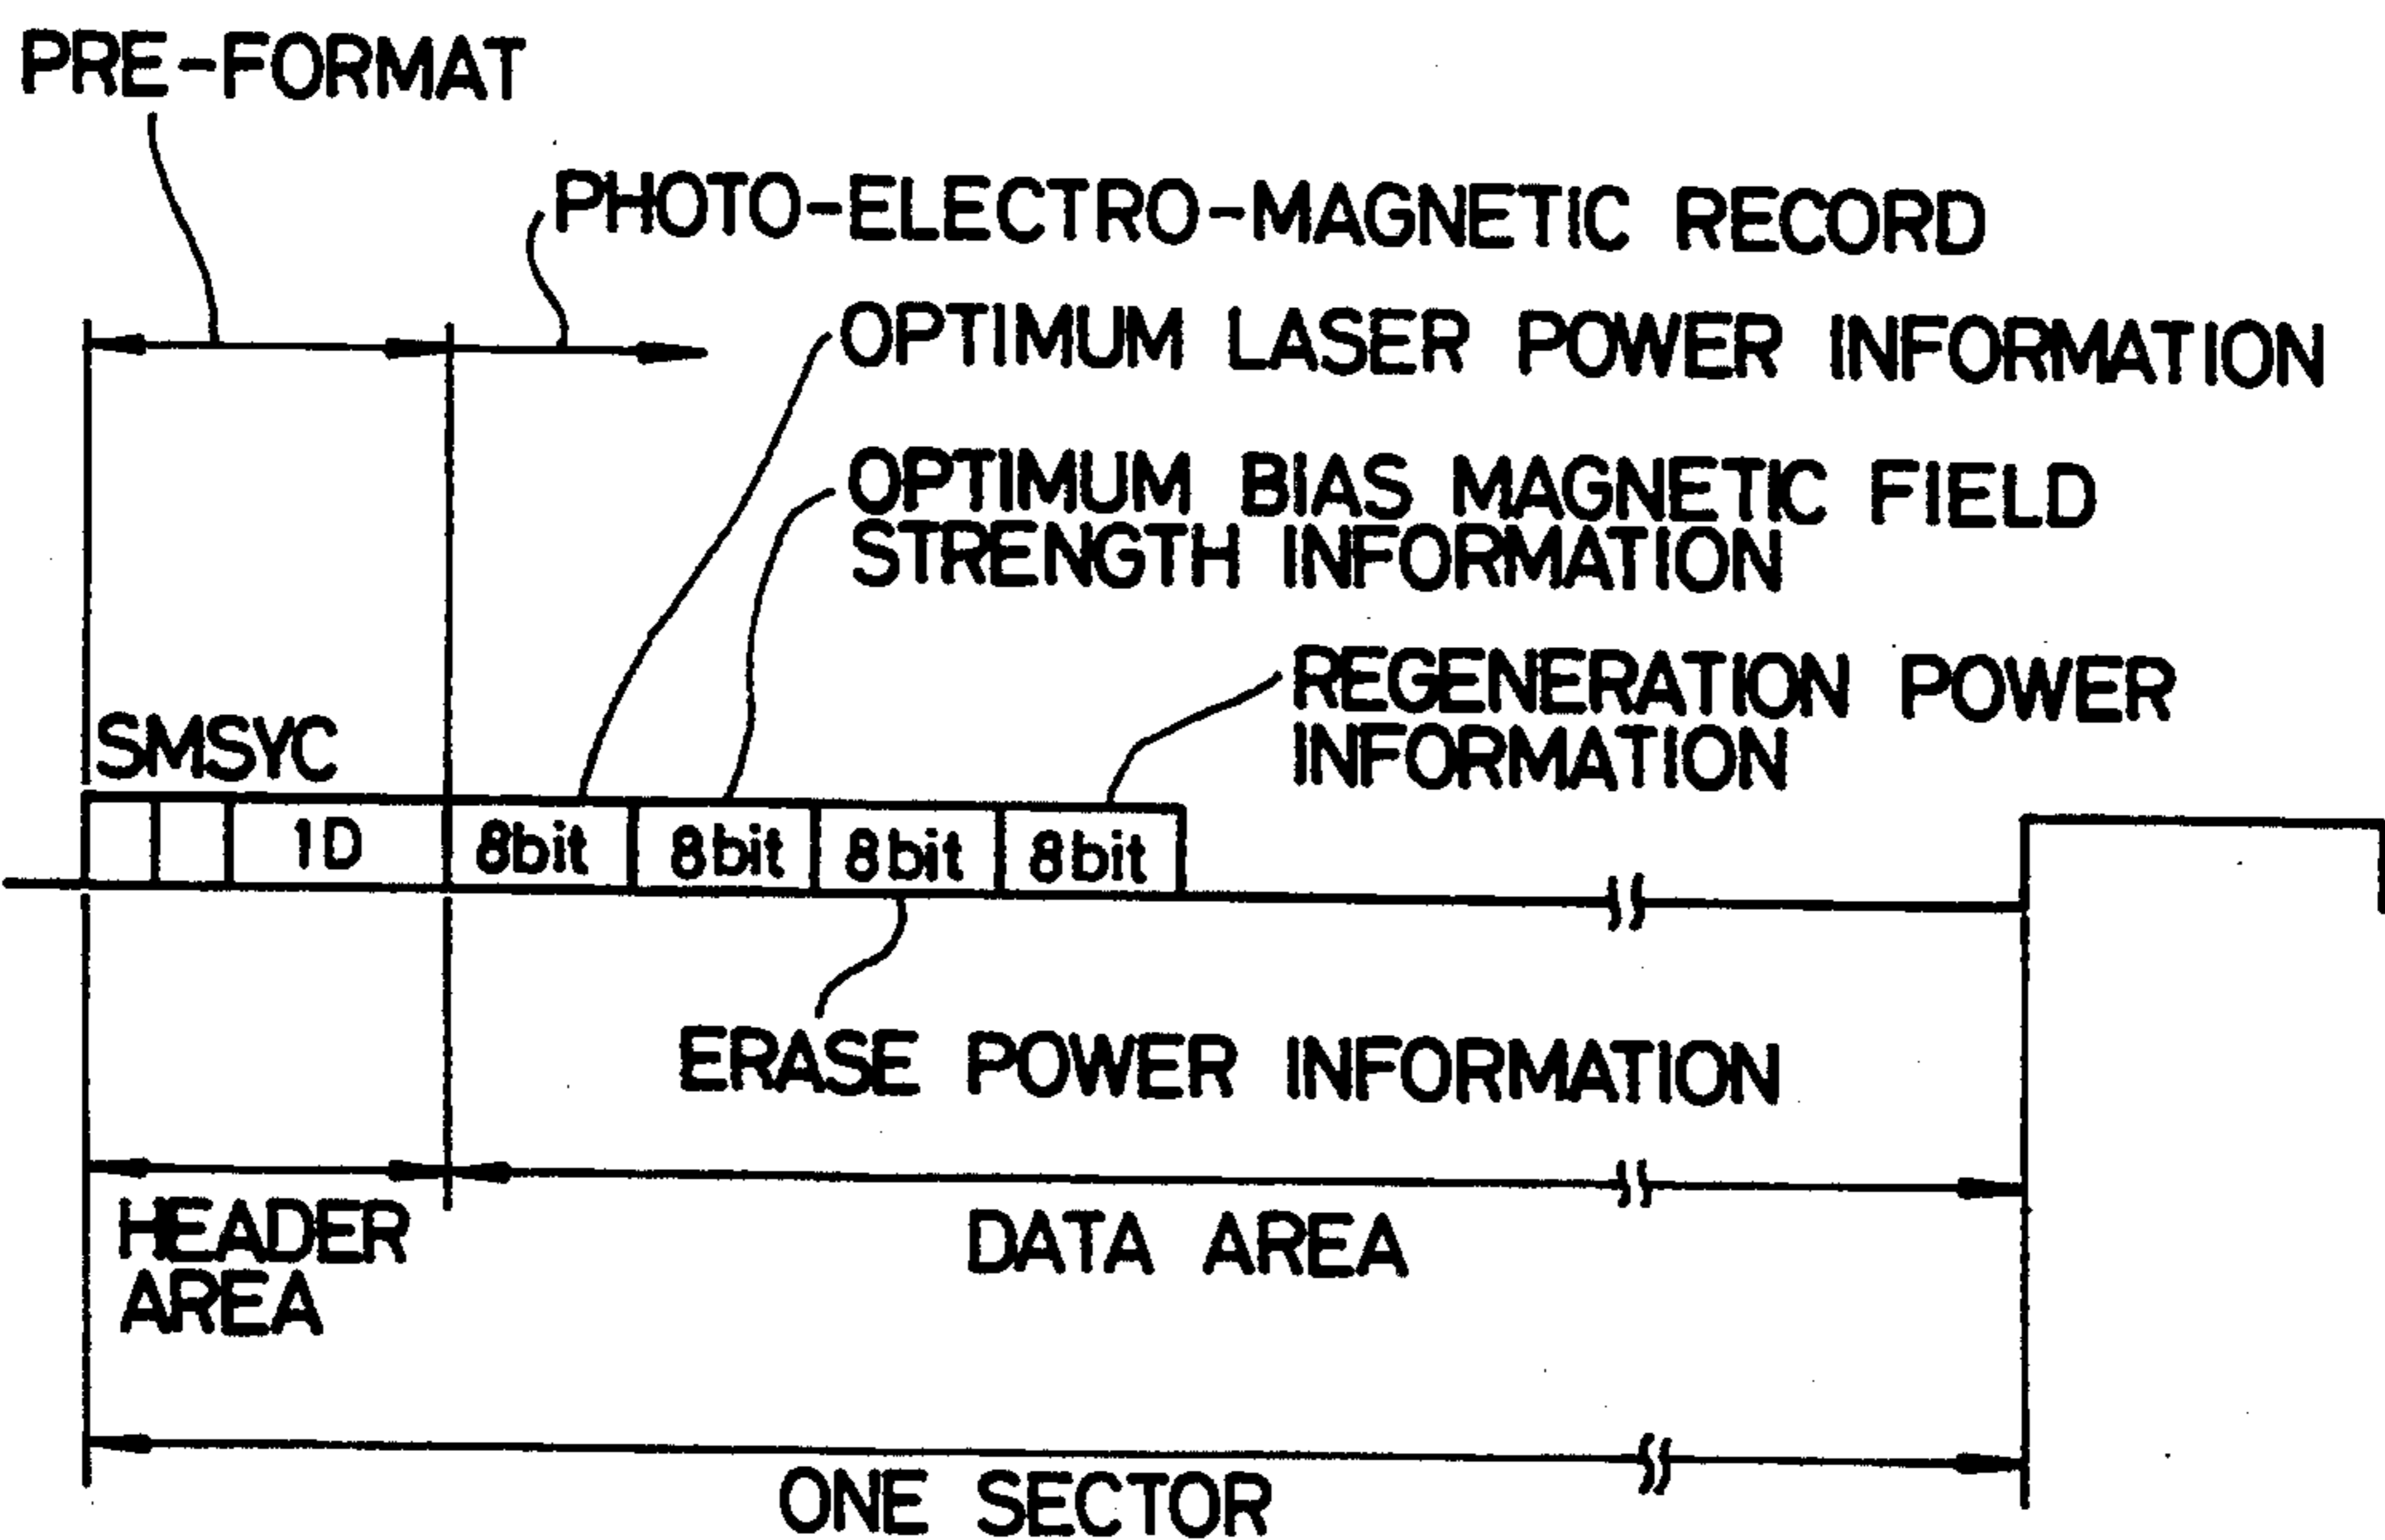 PRE-FORMAT
PHOTO-ELECTRO-MAGNETIC RECORD
OPTIMUM LASER POWER INFORMATION
OPTIMUM BIAS MAGNETIC FIELD
STRENGTH INFORMATION
REGENERATION POWER
INFORMATION
SMSYC
1D 8bit 8bit 8bit 8bit
ERASE POWER INFORMATION
HEADER
AREA
DATA AREA
ONE SECTOR